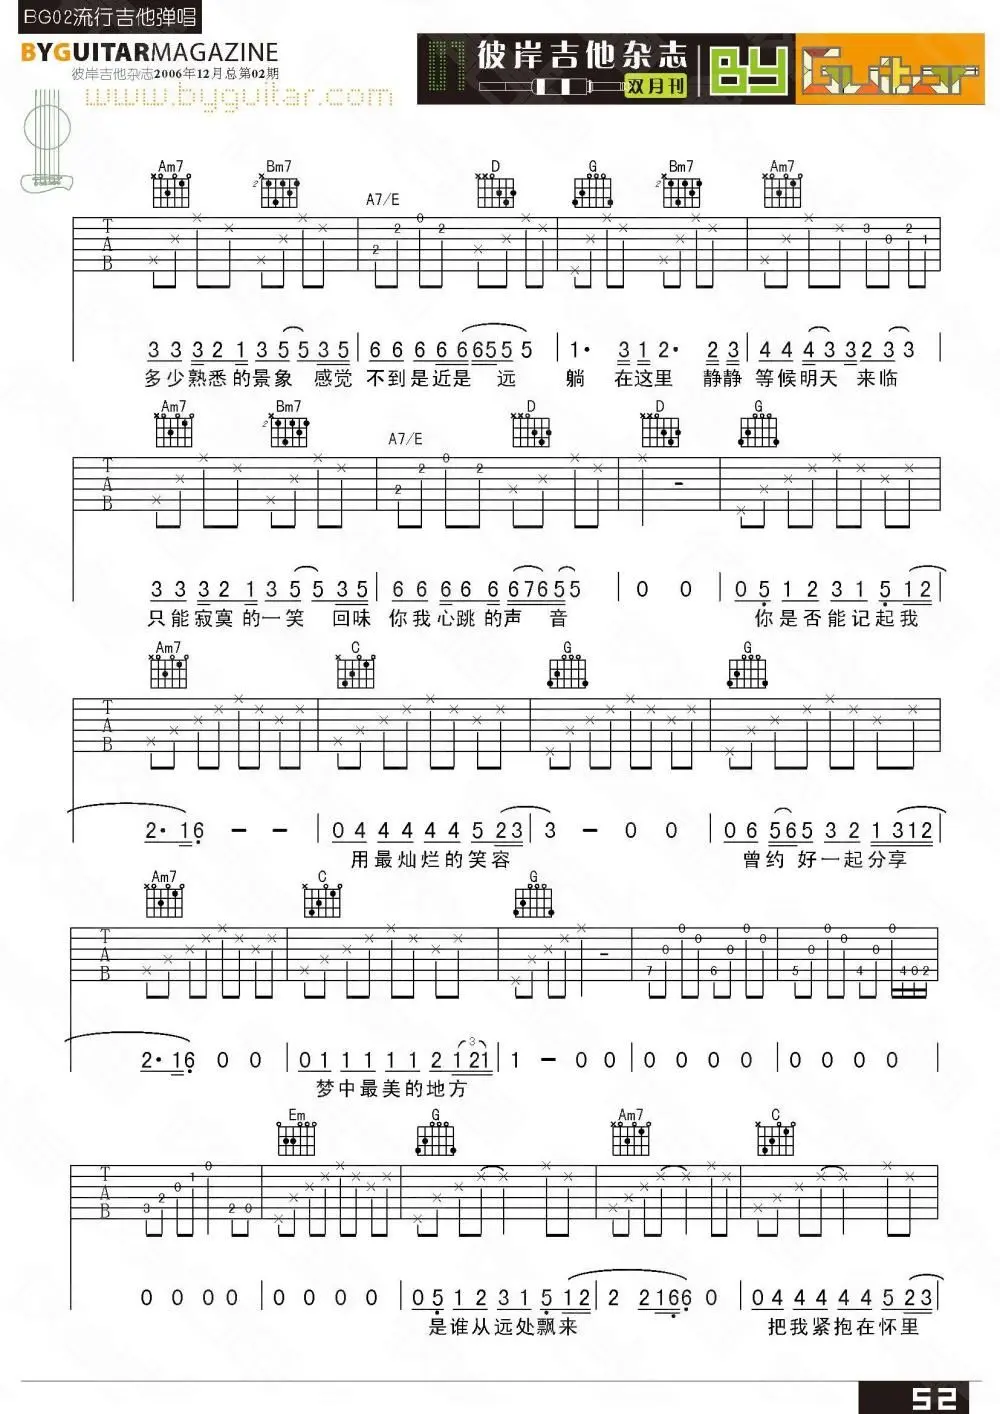 BG02流行吉他弹唱
BYGUITARMAGAZINE
彼岸吉他杂志2006年12月总第02期
www.byguitar.com
彼岸吉他杂志
双月刊
BY Guitar
Am7 Bm7 A7/E D G Bm7 Am7
T A B
3 3 3 2 1 3 5 5 3 5 | 6 6 6 6 6 6 5 5 5 | 1· 3 1 2· 2 3 | 4 4 4 3 3 2 3 3
多少熟悉的景象 感觉 不到是近是 远 躺 在这里 静静 等候明天 来临
Am7 Bm7 A7/E D D G
T A B
3 3 3 2 1 3 5 5 3 5 | 6 6 6 6 6 7 6 5 5 | 0 0 | 0 5 1 2 3 1 5 1 2
只能寂寞的一笑 回味 你我心跳的声 音 你是否能记起我
Am7 C G G
T A B
2· 1 6 - - | 0 4 4 4 4 4 5 2 3 | 3 - 0 0 | 0 6 5 6 5 3 2 1 3 1 2
用最灿烂的笑容 曾约 好一起分享
Am7 C G
T A B
2· 1 6 0 0 | 0 1 1 1 1 1 2 1 2 1 | 1 - 0 0 | 0 0 0 0 | 0 0 0 0
梦中最美的地方
Em G Am7 C
T A B
0 0 0 0 | 0 0 0 0 | 0 5 1 2 3 1 5 1 2 | 2 2 1 6 6 0 | 0 4 4 4 4 4 5 2 3
是谁从远处飘来 把我紧抱在怀里
52